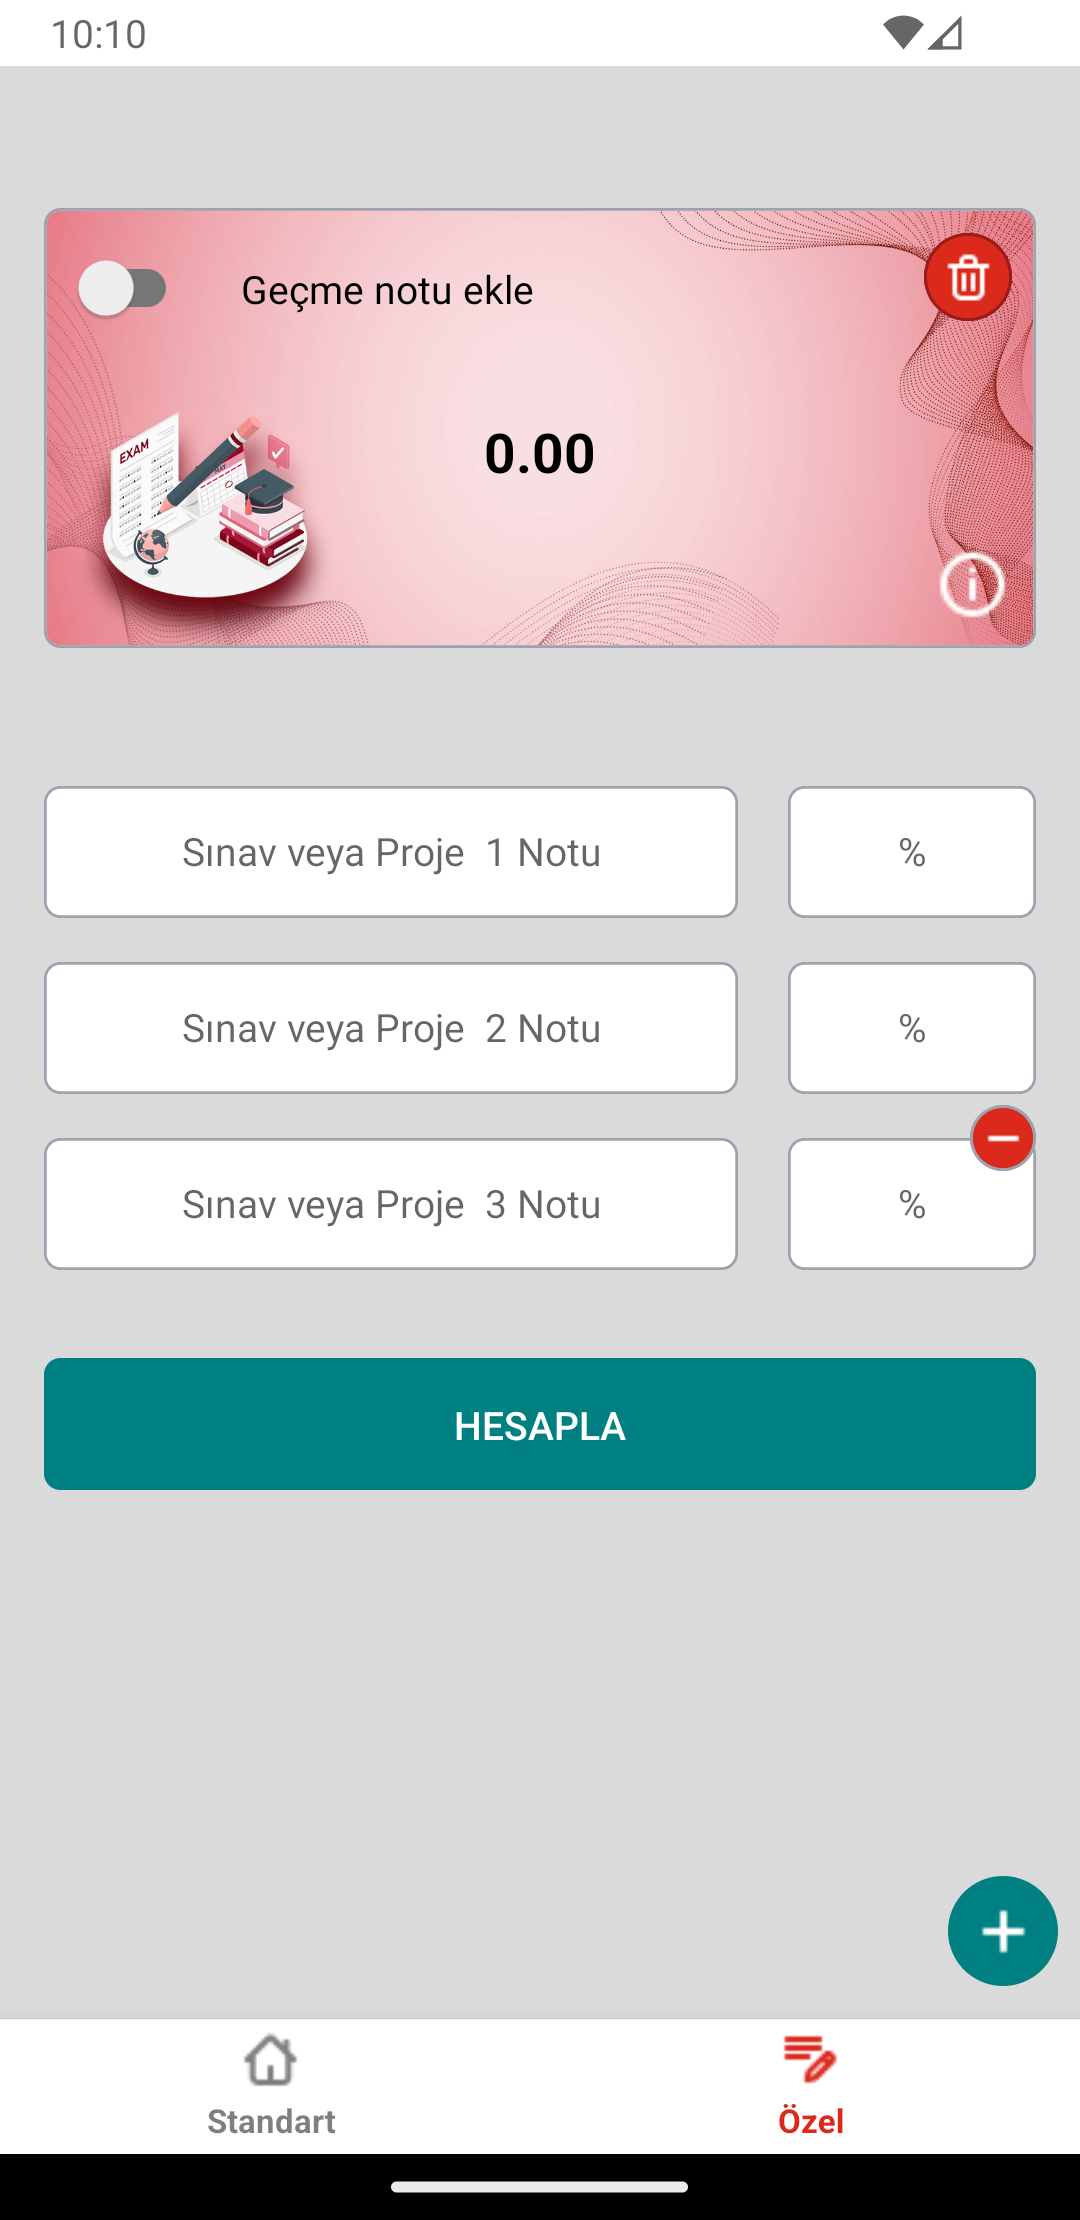 10:10
Geçme notu ekle
EXAM
MAY
0.00
Sınav veya Proje  1 Notu
%
Sınav veya Proje  2 Notu
%
Sınav veya Proje  3 Notu
%
HESAPLA
Standart
Özel